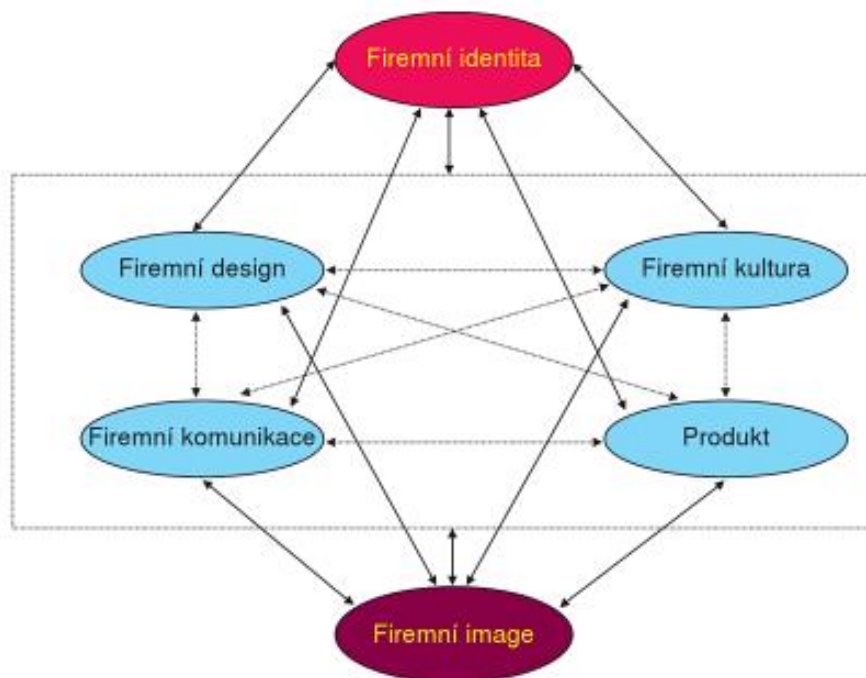 Firemní identita
Firemní design
Firemní kultura
Firemní komunikace
Produkt
Firemní image